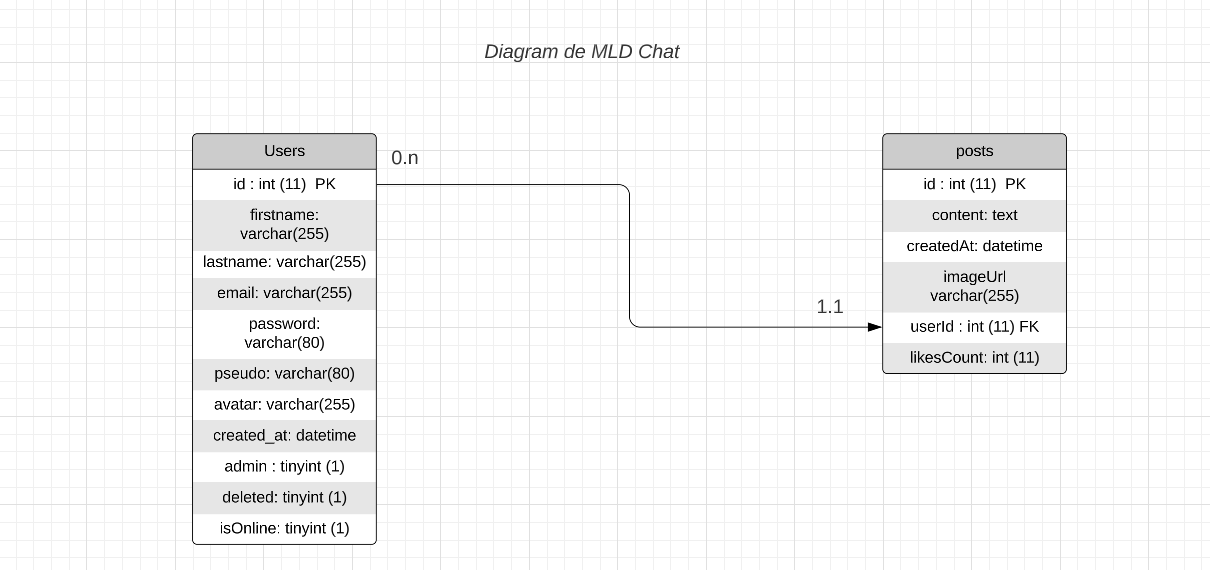 Diagram de MLD Chat
Users
id : int (11)  PK
firstname:
varchar(255)
lastname: varchar(255)
email: varchar(255)
password:
varchar(80)
pseudo: varchar(80)
avatar: varchar(255)
created_at: datetime
admin : tinyint (1)
deleted: tinyint (1)
isOnline: tinyint (1)
0.n
1.1
posts
id : int (11)  PK
content: text
createdAt: datetime
imageUrl
varchar(255)
userId : int (11) FK
likesCount: int (11)